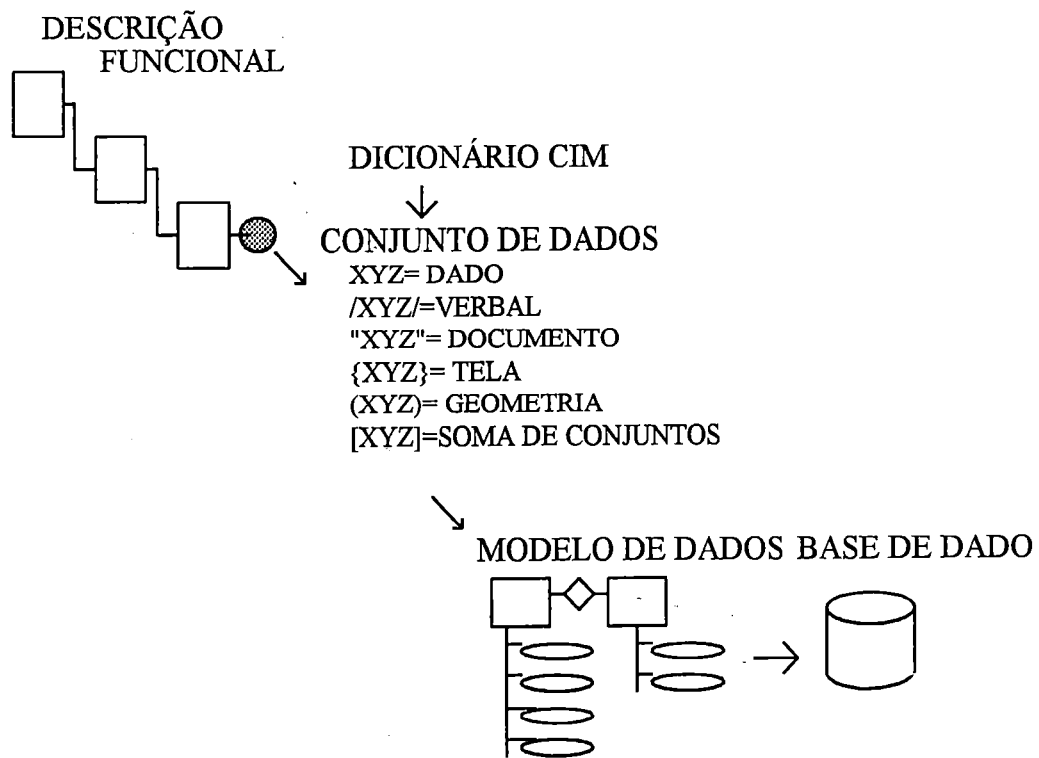 DESCRIÇÃO
FUNCIONAL
DICIONÁRIO CIM
CONJUNTO DE DADOS
XYZ= DADO
/XYZ/=VERBAL
"XYZ"= DOCUMENTO
{XYZ}= TELA
(XYZ)= GEOMETRIA
[XYZ]=SOMA DE CONJUNTOS
MODELO DE DADOS BASE DE DADO